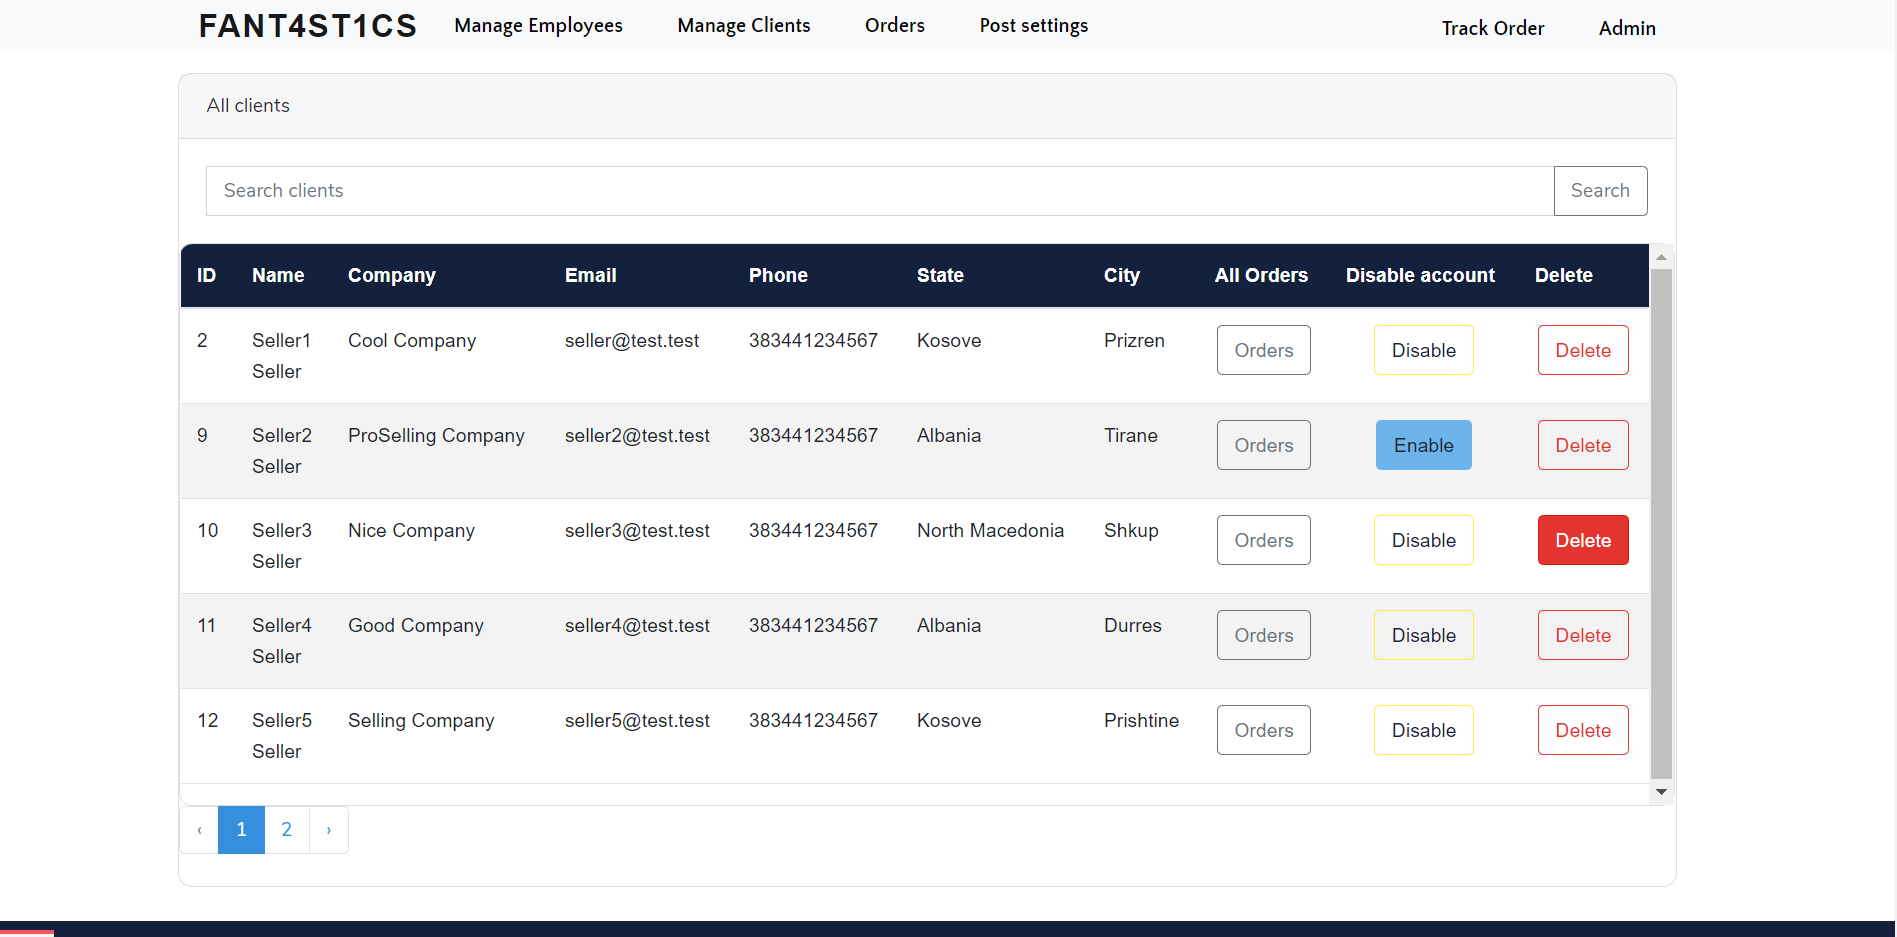 FANT4ST1CS Manage Employees Manage Clients Orders Post settings Track Order Admin
All clients
Search clients Search
ID Name Company Email Phone State City All Orders Disable account Delete
2 Seller1 Seller Cool Company seller@test.test 383441234567 Kosove Prizren Orders Disable Delete
9 Seller2 Seller ProSelling Company seller2@test.test 383441234567 Albania Tirane Orders Enable Delete
10 Seller3 Seller Nice Company seller3@test.test 383441234567 North Macedonia Shkup Orders Disable Delete
11 Seller4 Seller Good Company seller4@test.test 383441234567 Albania Durres Orders Disable Delete
12 Seller5 Seller Selling Company seller5@test.test 383441234567 Kosove Prishtine Orders Disable Delete
‹ 1 2 ›